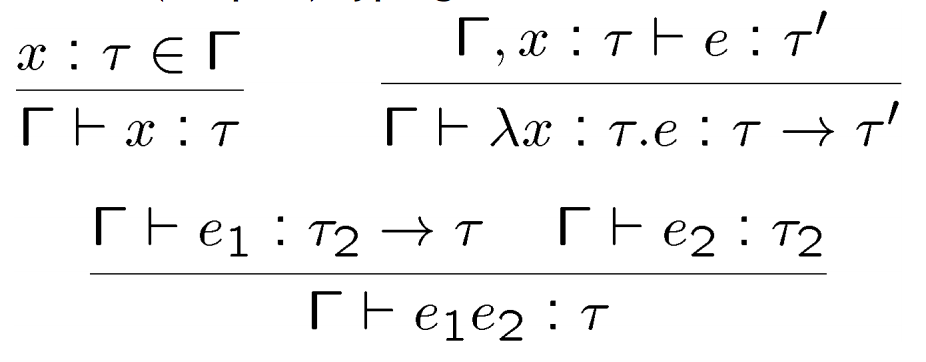 x : τ ∈ Γ
Γ ⊢ x : τ
Γ, x : τ ⊢ e : τ′
Γ ⊢ λx : τ.e : τ → τ′
Γ ⊢ e₁ : τ₂ → τ Γ ⊢ e₂ : τ₂
Γ ⊢ e₁e₂ : τ